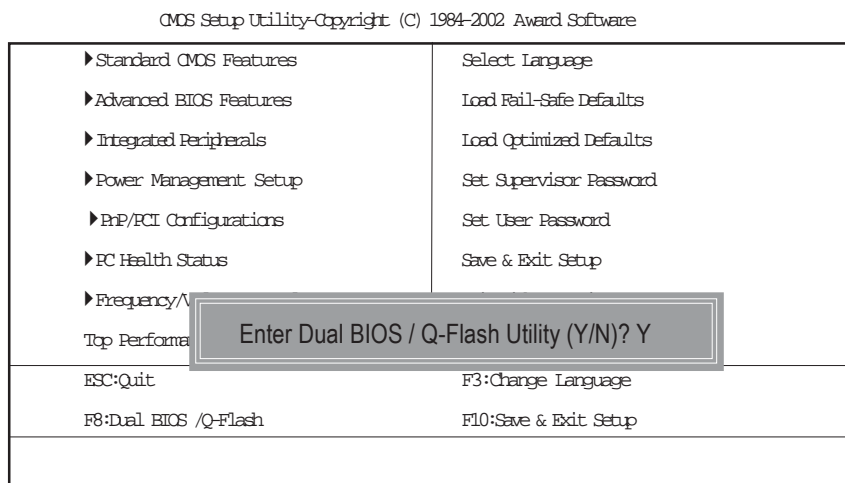 CMOS Setup Utility-Copyright (C) 1984-2002 Award Software
Standard CMOS Features
Advanced BIOS Features
Integrated Peripherals
Power Management Setup
PnP/PCI Configurations
PC Health Status
Frequency/V
Top Performa
Select Language
Load Fail-Safe Defaults
Load Optimized Defaults
Set Supervisor Password
Set User Password
Save & Exit Setup
Enter Dual BIOS / Q-Flash Utility (Y/N)? Y
ESC:Quit
F3:Change Language
F8:Dual BIOS /Q-Flash
F10:Save & Exit Setup